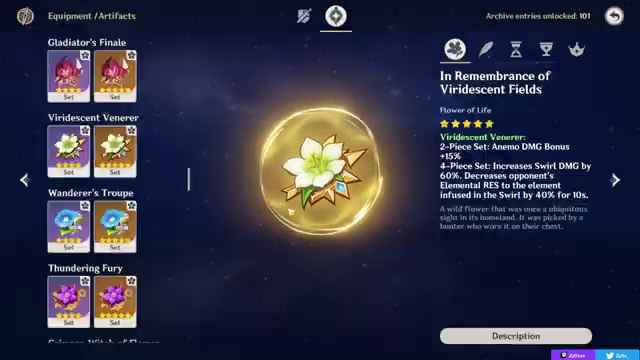 Equipment / Artifacts
Archive entries unlocked: 101
Gladiator's Finale
Set
Set
Viridescent Venerer
Set
Set
Wanderer's Troupe
Set
Set
Thundering Fury
Set
Set
In Remembrance of
Viridescent Fields
Flower of Life
Viridescent Venerer:
2-Piece Set: Anemo DMG Bonus
+15%
4-Piece Set: Increases Swirl DMG by
60%. Decreases opponent's
Elemental RES to the element
infused in the Swirl by 40% for 10s.
A wild flower that was once a ubiquitous
sight in its homeland. It was picked by a
hunter who wore it on their chest.
Description